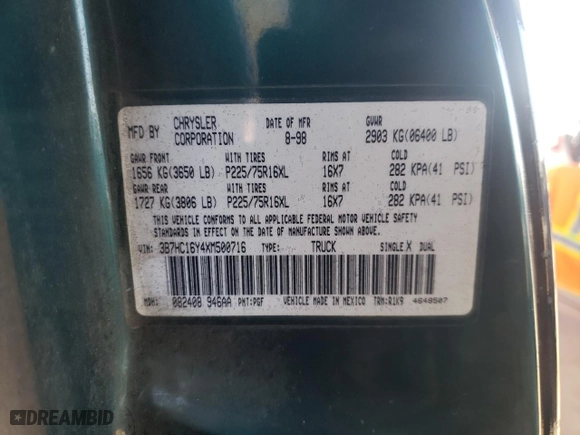 MFD BY CHRYSLER CORPORATION DATE OF MFR 8-98 GVWR 2903 KG(06400 LB)
GAWR FRONT WITH TIRES RIMS AT COLD
1656 KG(3650 LB) P225/75R16XL 16X7 282 KPA(41 PSI)
GAWR REAR WITH TIRES RIMS AT COLD
1727 KG(3806 LB) P225/75R16XL 16X7 282 KPA(41 PSI)
THIS VEHICLE CONFORMS TO ALL APPLICABLE FEDERAL MOTOR VEHICLE SAFETY
STANDARDS IN EFFECT ON THE DATE OF MANUFACTURE SHOWN ABOVE
VIN: 3B7HC16Y4XM500716 TYPE: TRUCK SINGLE X DUAL
MDH: 082408 946AA PNT:PGF VEHICLE MADE IN MEXICO TRM:R1K9 4648507
DREAMBID